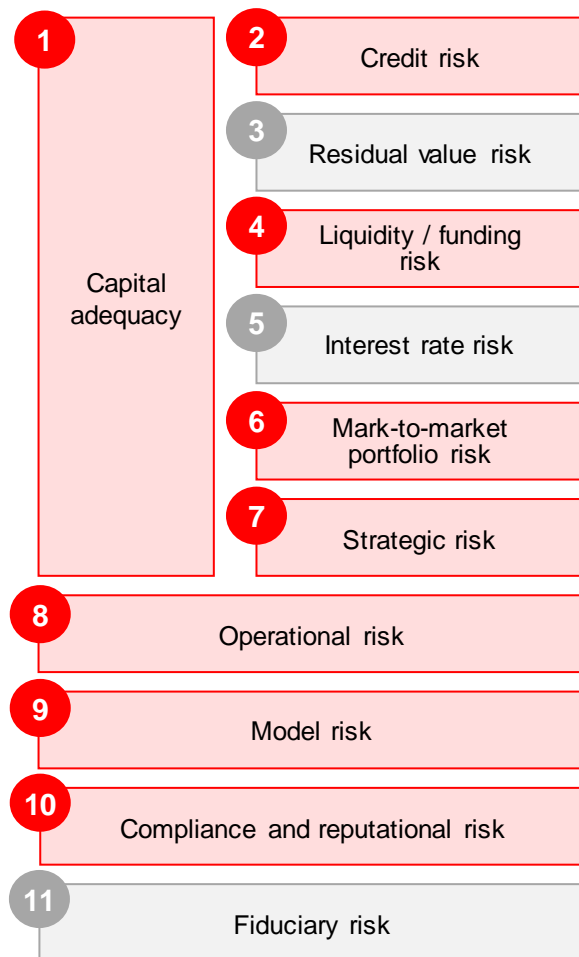 1
Capital
adequacy
2
Credit risk
3
Residual value risk
4
Liquidity / funding
risk
5
Interest rate risk
6
Mark-to-market
portfolio risk
7
Strategic risk
8
Operational risk
9
Model risk
10
Compliance and reputational risk
11
Fiduciary risk